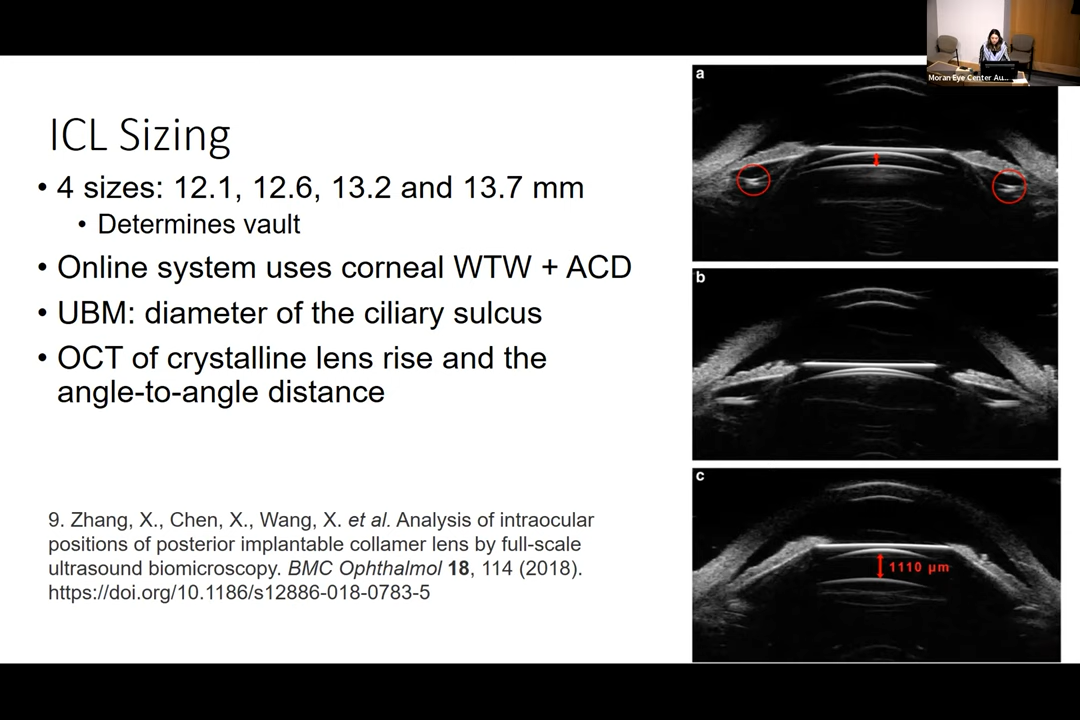 Moran Eye Center Au...
ICL Sizing
• 4 sizes: 12.1, 12.6, 13.2 and 13.7 mm
• Determines vault
• Online system uses corneal WTW + ACD
• UBM: diameter of the ciliary sulcus
• OCT of crystalline lens rise and the
angle-to-angle distance
9. Zhang, X., Chen, X., Wang, X. et al. Analysis of intraocular
positions of posterior implantable collamer lens by full-scale
ultrasound biomicroscopy. BMC Ophthalmol 18, 114 (2018).
https://doi.org/10.1186/s12886-018-0783-5
a
b
c
1110 μm